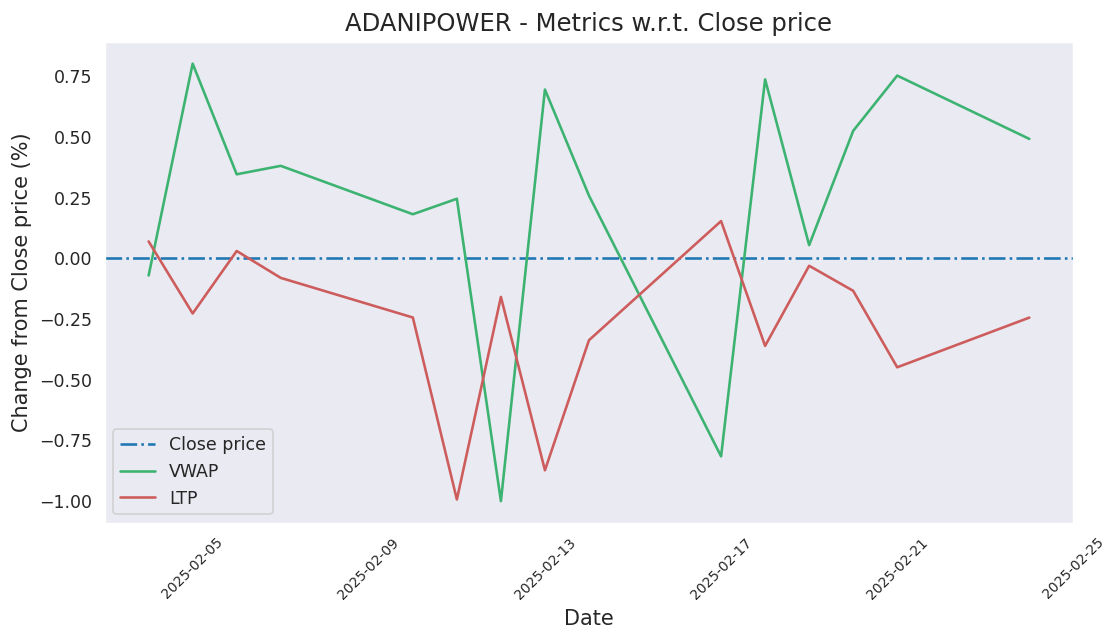 ADANIPOWER - Metrics w.r.t. Close price
Change from Close price (%)
0.75
0.50
0.25
0.00
−0.25
−0.50
−0.75
−1.00
Close price
VWAP
LTP
2025-02-05
2025-02-09
2025-02-13
2025-02-17
2025-02-21
2025-02-25
Date